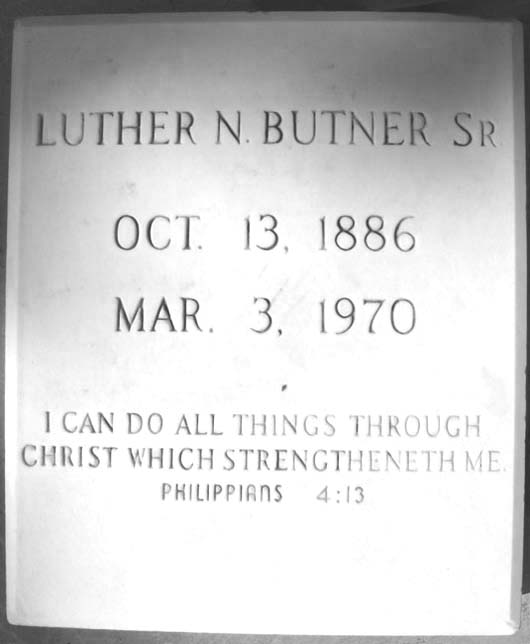 LUTHER N. BUTNER SR
OCT. 13, 1886
MAR. 3, 1970
I CAN DO ALL THINGS THROUGH
CHRIST WHICH STRENGTHENETH ME.
PHILIPPIANS 4:13